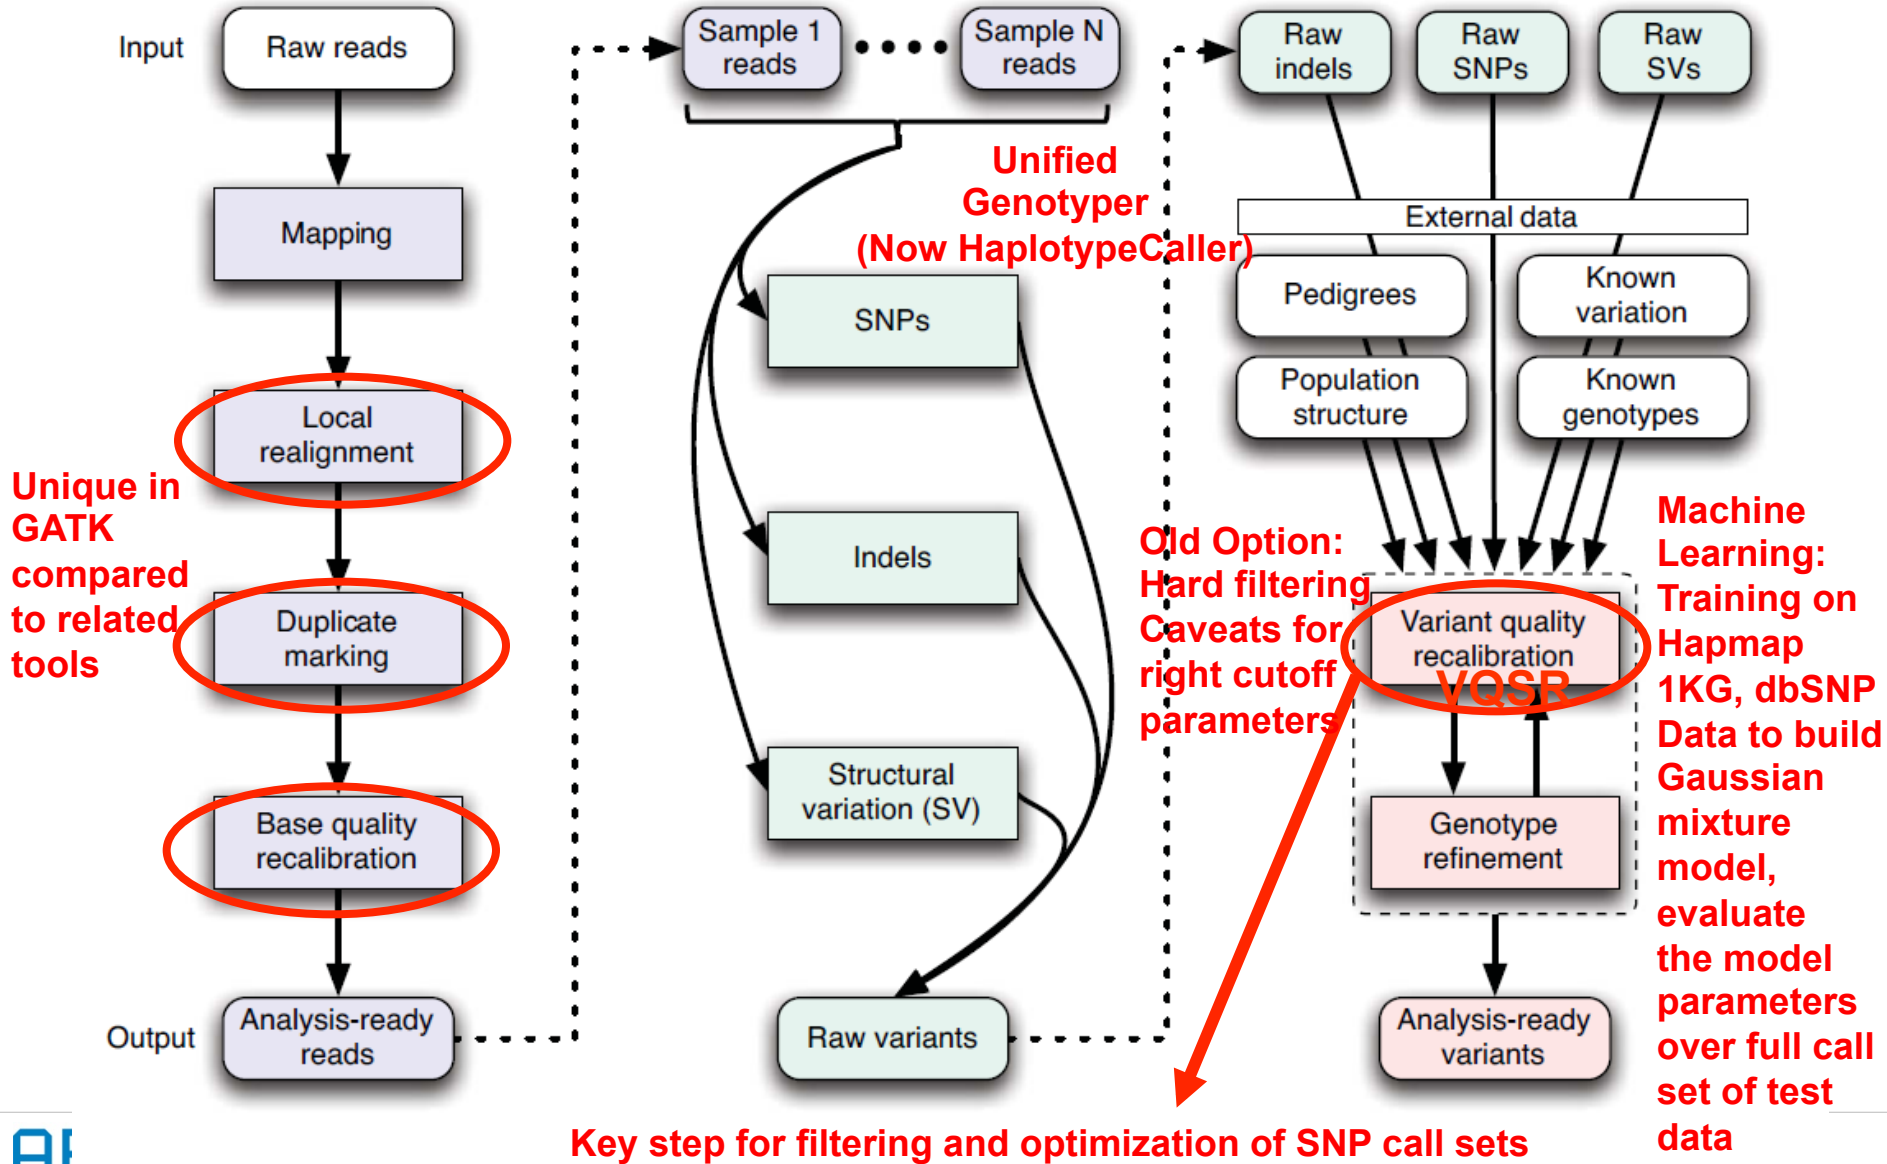 Input
Raw reads
Mapping
Local
realignment
Unique in
GATK
compared
to related
tools
Duplicate
marking
Base quality
recalibration
Output
Analysis-ready
reads
Sample 1
reads
Sample N
reads
Unified
Genotyper
(Now HaplotypeCaller)
SNPs
Indels
Structural
variation (SV)
Raw variants
Raw
indels
Raw
SNPs
Raw
SVs
External data
Pedigrees
Known
variation
Population
structure
Known
genotypes
Old Option:
Hard filtering
Caveats for
right cutoff
parameters
Variant quality
recalibration
VQSR
Genotype
refinement
Analysis-ready
variants
Machine
Learning:
Training on
Hapmap
1KG, dbSNP
Data to build
Gaussian
mixture
model,
evaluate
the model
parameters
over full call
set of test
data
Key step for filtering and optimization of SNP call sets